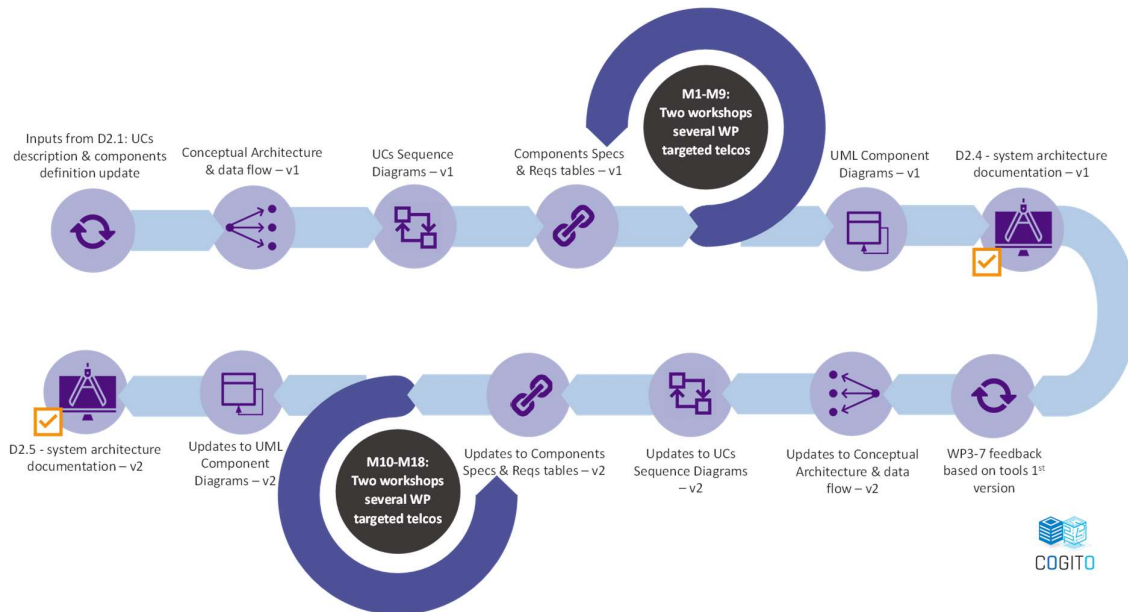 M1-M9:
Two workshops
several WP
targeted telcos
Inputs from D2.1: UCs
description & components
definition update
Conceptual Architecture
& data flow – v1
UCs Sequence
Diagrams – v1
Components Specs
& Reqs tables – v1
UML Component
Diagrams – v1
D2.4 - system architecture
documentation – v1
D2.5 - system architecture
documentation – v2
Updates to UML
Component
Diagrams – v2
M10-M18:
Two workshops
several WP
targeted telcos
Updates to Components
Specs & Reqs tables – v2
Updates to UCs
Sequence Diagrams
– v2
Updates to Conceptual
Architecture & data
flow – v2
WP3-7 feedback
based on tools 1st
version
COGITO